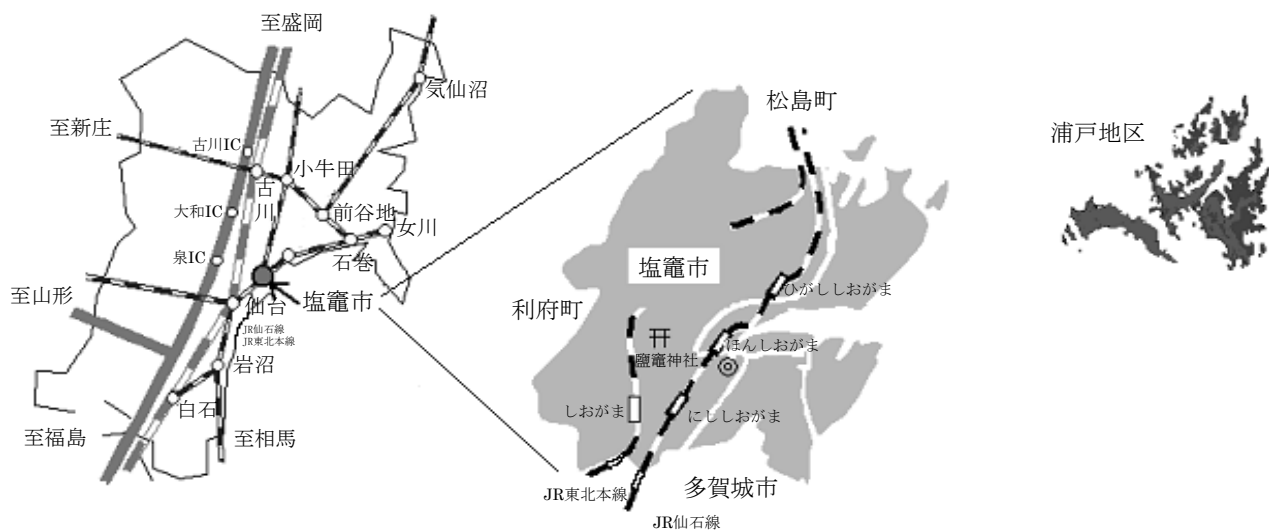 至盛岡
気仙沼
至新庄
古川IC
小牛田
古川
大和IC
前谷地
女川
泉IC
石巻
至山形
仙台
塩竈市
JR仙石線
JR東北本線
岩沼
白石
至福島
至相馬
松島町
塩竈市
ひがししおがま
利府町
鹽竈神社
ほんしおがま
しおがま
にししおがま
JR東北本線
多賀城市
JR仙石線
浦戸地区